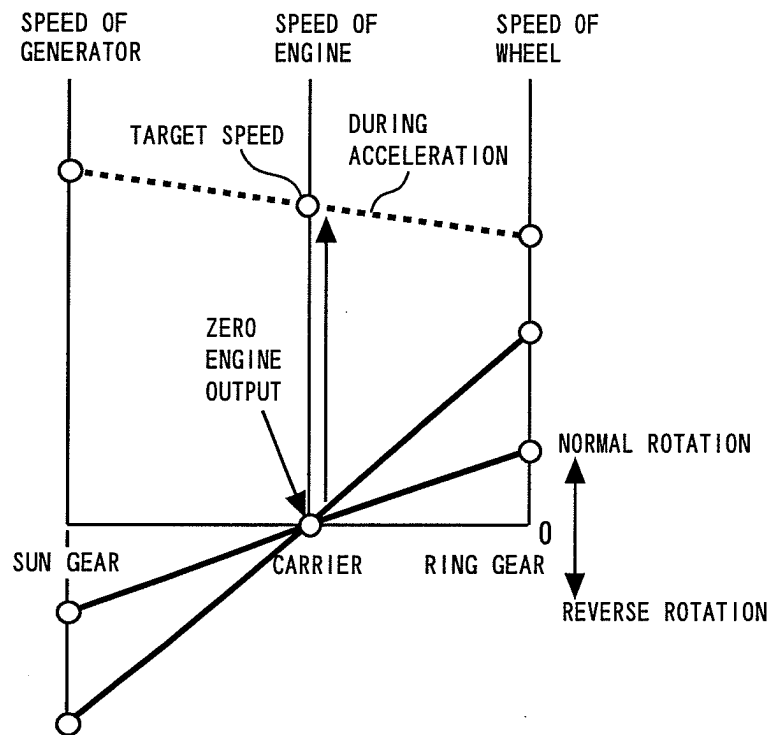 SPEED OF
GENERATOR
SPEED OF
ENGINE
SPEED OF
WHEEL
TARGET SPEED
DURING
ACCELERATION
ZERO
ENGINE
OUTPUT
NORMAL ROTATION
0
SUN GEAR
CARRIER
RING GEAR
REVERSE ROTATION